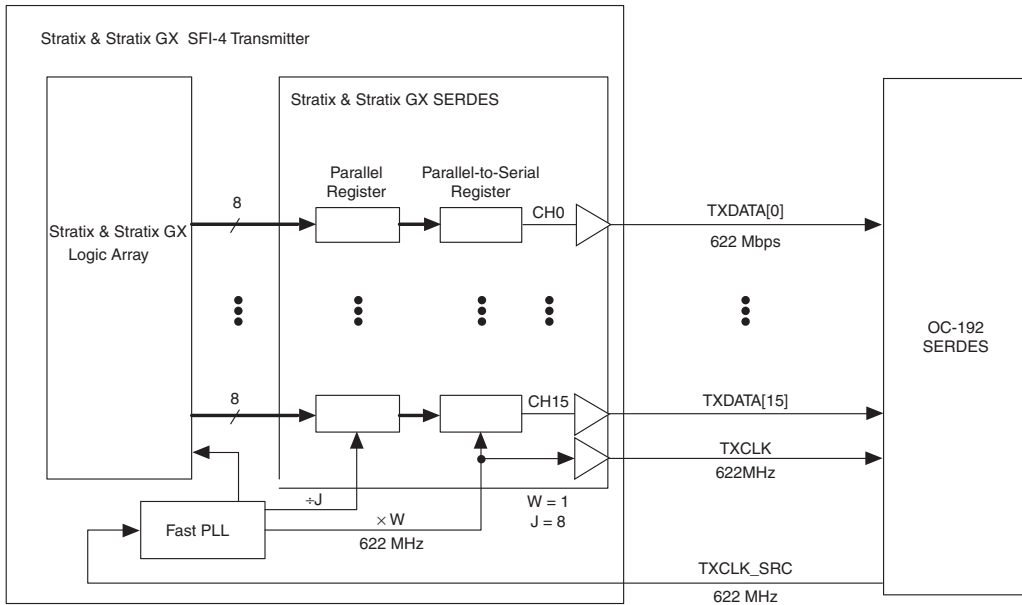 Stratix & Stratix GX SFI-4 Transmitter
Stratix & Stratix GX SERDES
Parallel
Register
Parallel-to-Serial
Register
8
CH0
TXDATA[0]
622 Mbps
Stratix & Stratix GX
Logic Array
OC-192
SERDES
8
CH15
TXDATA[15]
TXCLK
622MHz
÷J
W = 1
J = 8
Fast PLL
× W
622 MHz
TXCLK_SRC
622 MHz